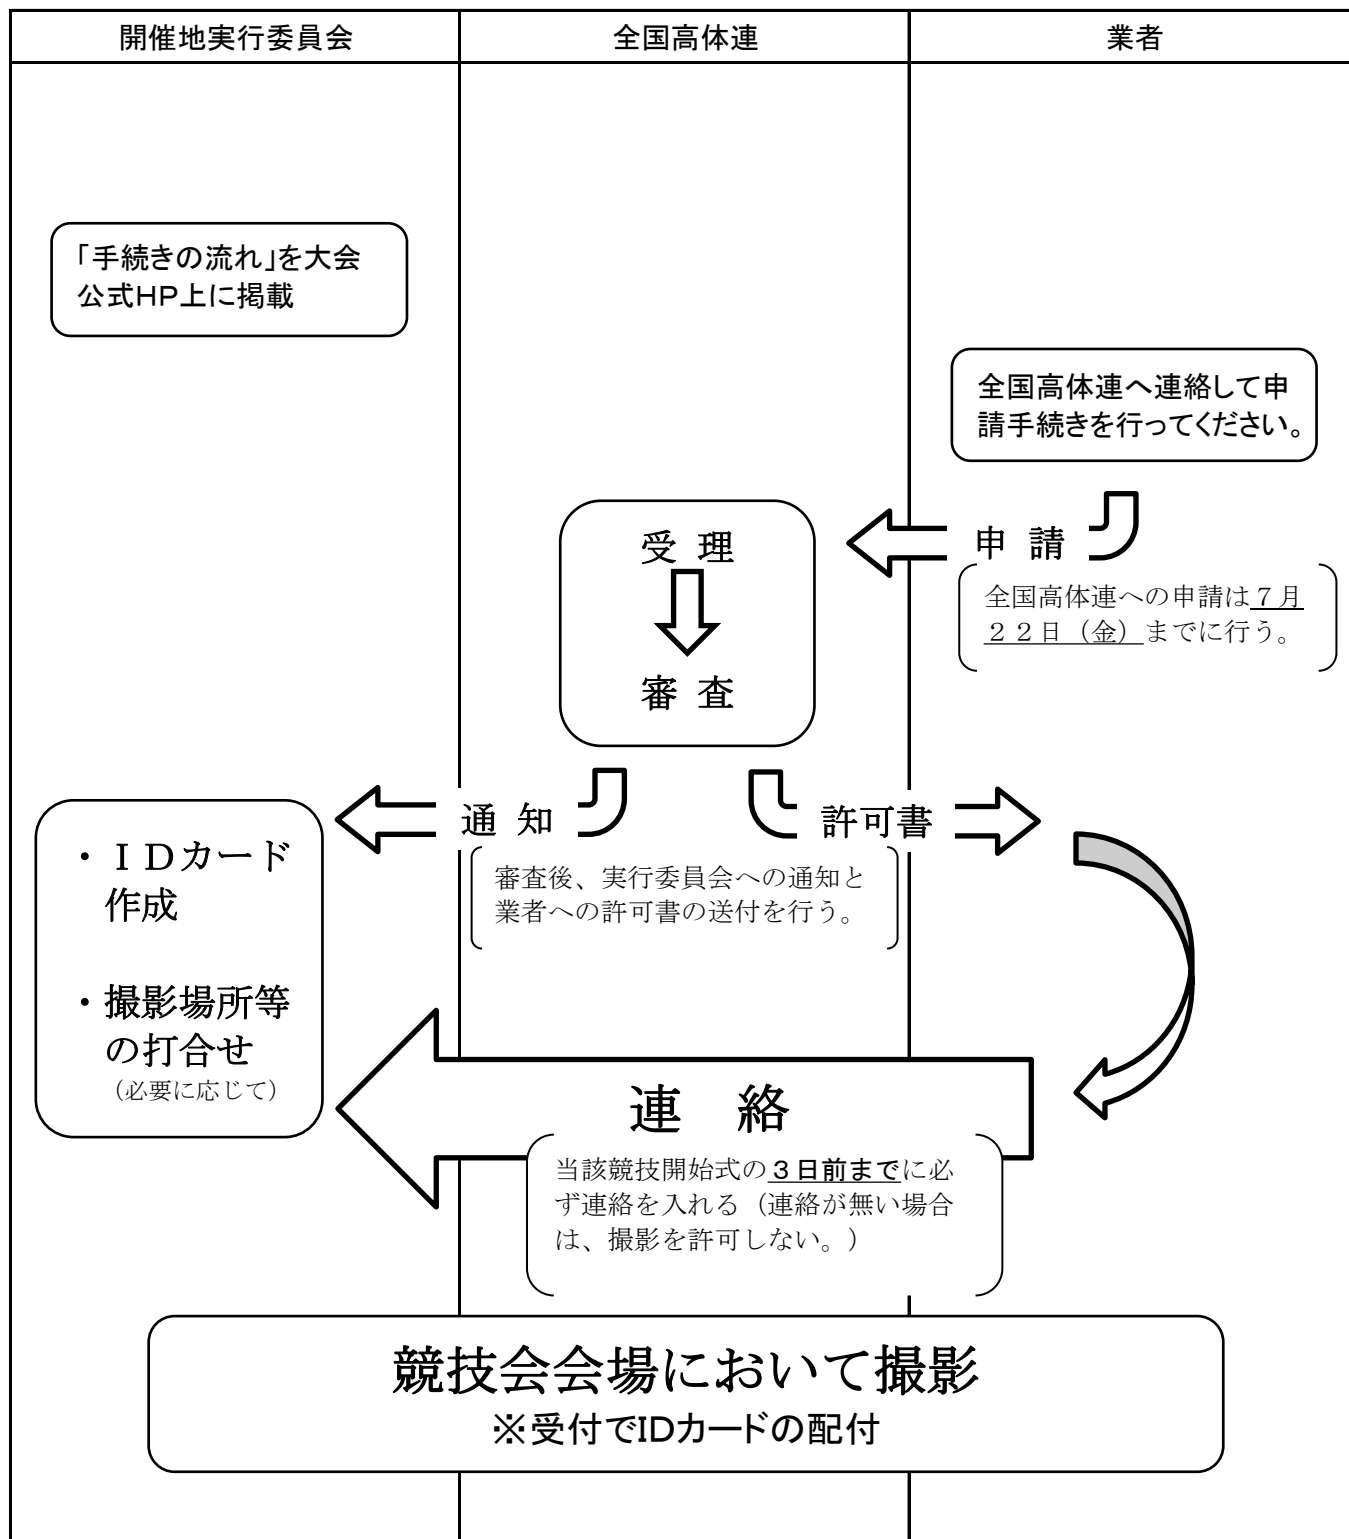 開催地実行委員会
全国高体連
業者
「手続きの流れ」を大会
公式HP上に掲載
全国高体連へ連絡して申
請手続きを行ってください。
申 請
全国高体連への申請は７月
２２日（金）までに行う。
受 理
審 査
通 知
許可書
審査後、実行委員会への通知と
業者への許可書の送付を行う。
・ＩＤカード
作成
・撮影場所等
の打合せ
（必要に応じて）
連　絡
当該競技開始式の３日前までに必
ず連絡を入れる（連絡が無い場合
は、撮影を許可しない。）
競技会会場において撮影
※受付でIDカードの配付